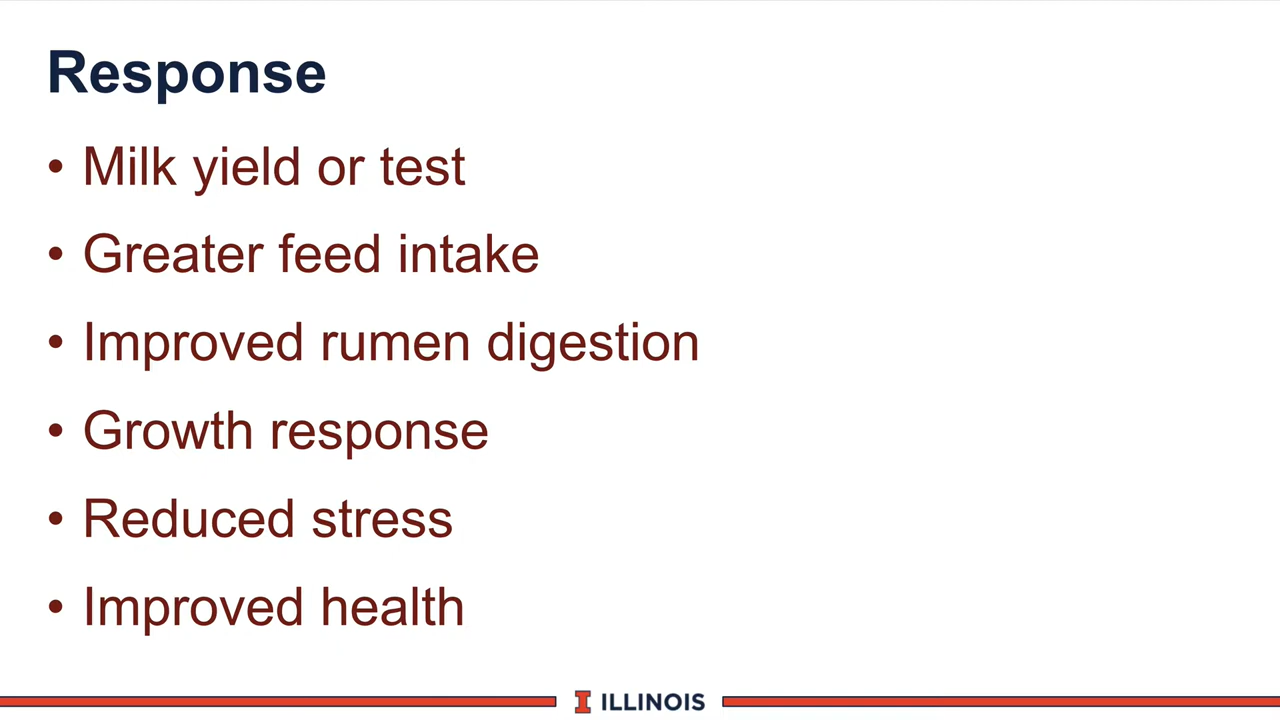 Response
• Milk yield or test
• Greater feed intake
• Improved rumen digestion
• Growth response
• Reduced stress
• Improved health
I ILLINOIS